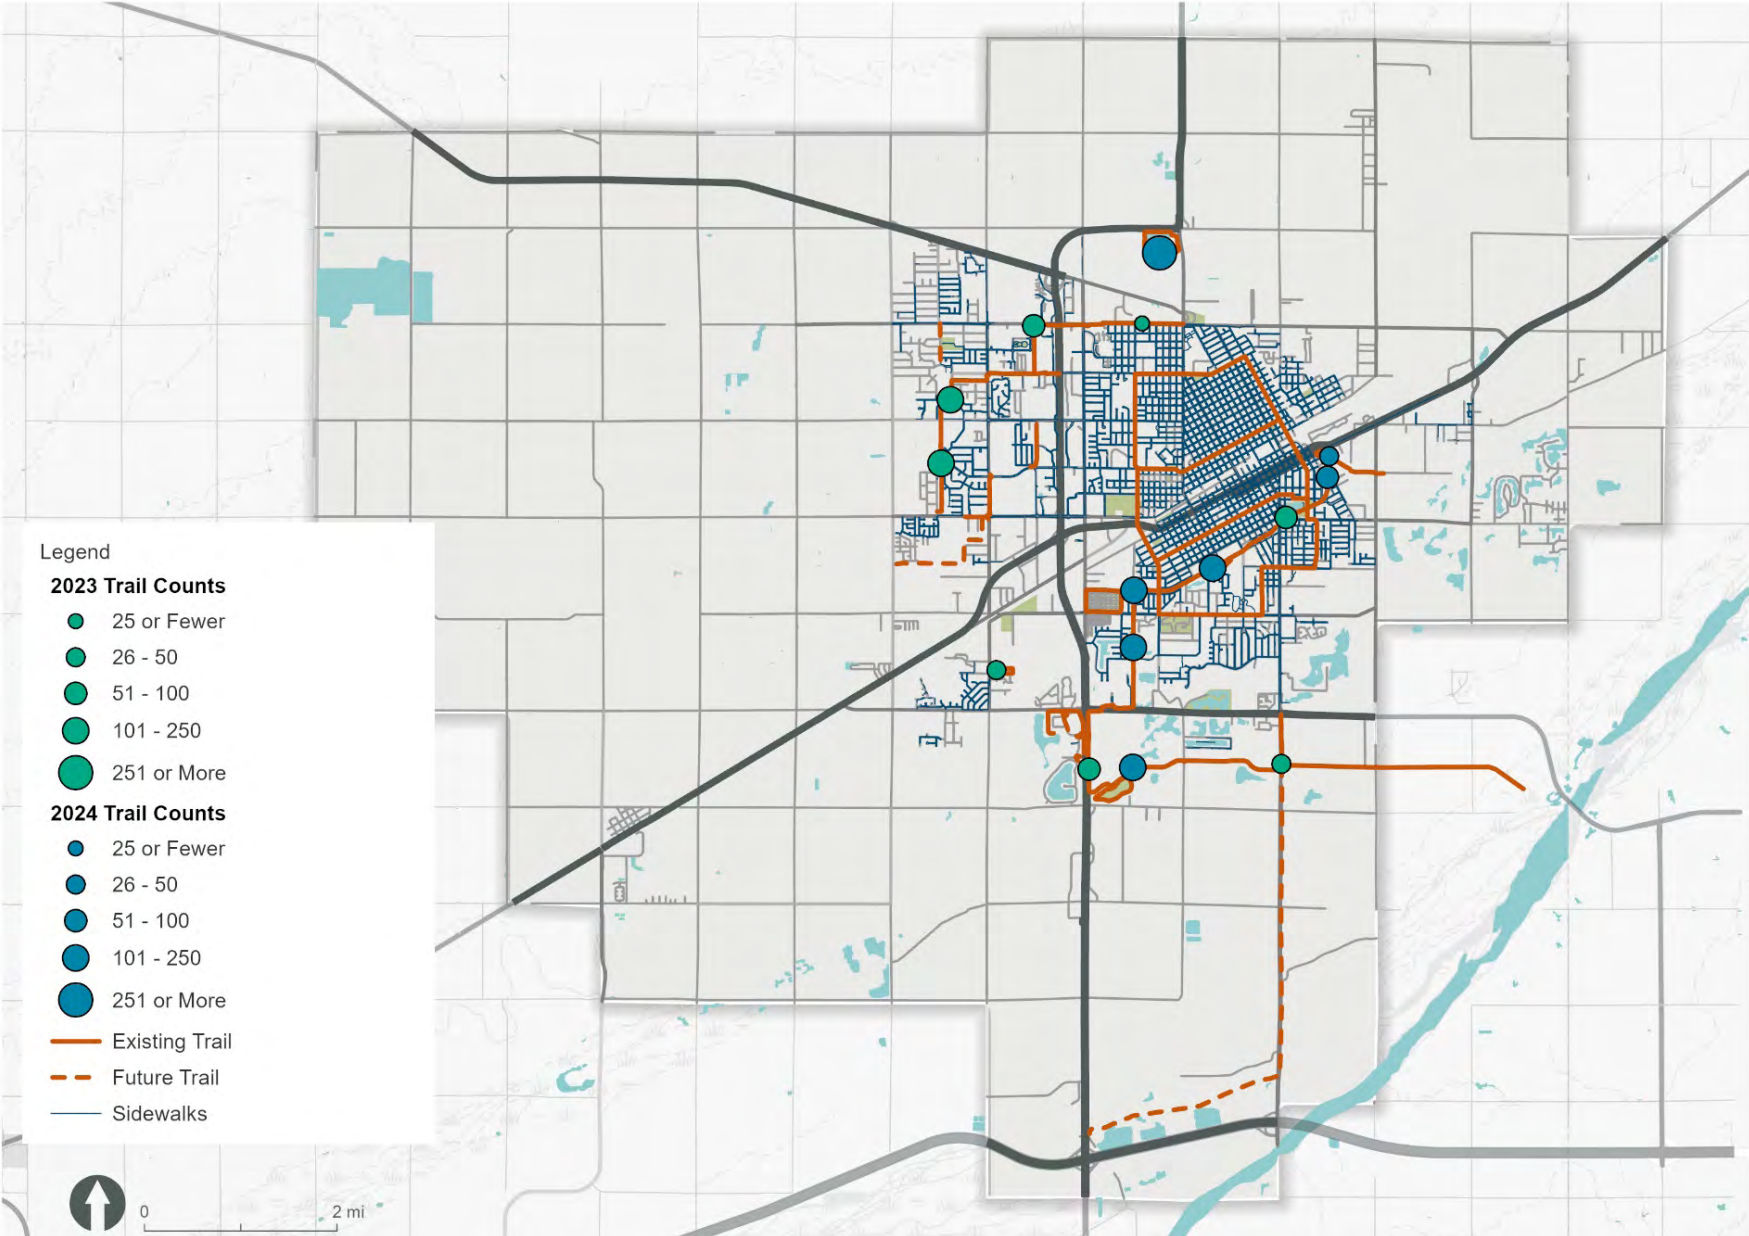 Legend
2023 Trail Counts
25 or Fewer
26 - 50
51 - 100
101 - 250
251 or More
2024 Trail Counts
25 or Fewer
26 - 50
51 - 100
101 - 250
251 or More
Existing Trail
Future Trail
Sidewalks
0 2 mi